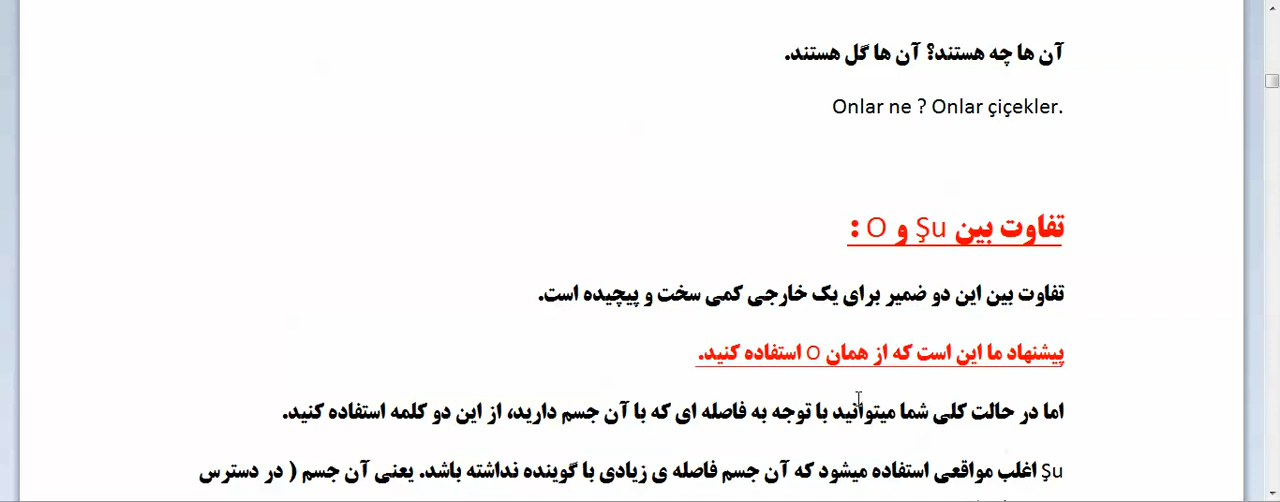 آن ها چه هستند؟ آن ها گل هستند.
Onlar ne ? Onlar çiçekler.
تفاوت بین Şu و O :
تفاوت بین این دو ضمیر برای یک خارجی کمی سخت و پیچیده است.
پیشنهاد ما این است که از همان O استفاده کنید.
اما در حالت کلی شما میتوانید با توجه به فاصله ای که با آن جسم دارید، از این دو کلمه استفاده کنید.
Şu اغلب مواقعی استفاده میشود که آن جسم فاصله ی زیادی با گوینده نداشته باشد. یعنی آن جسم ( در دسترس